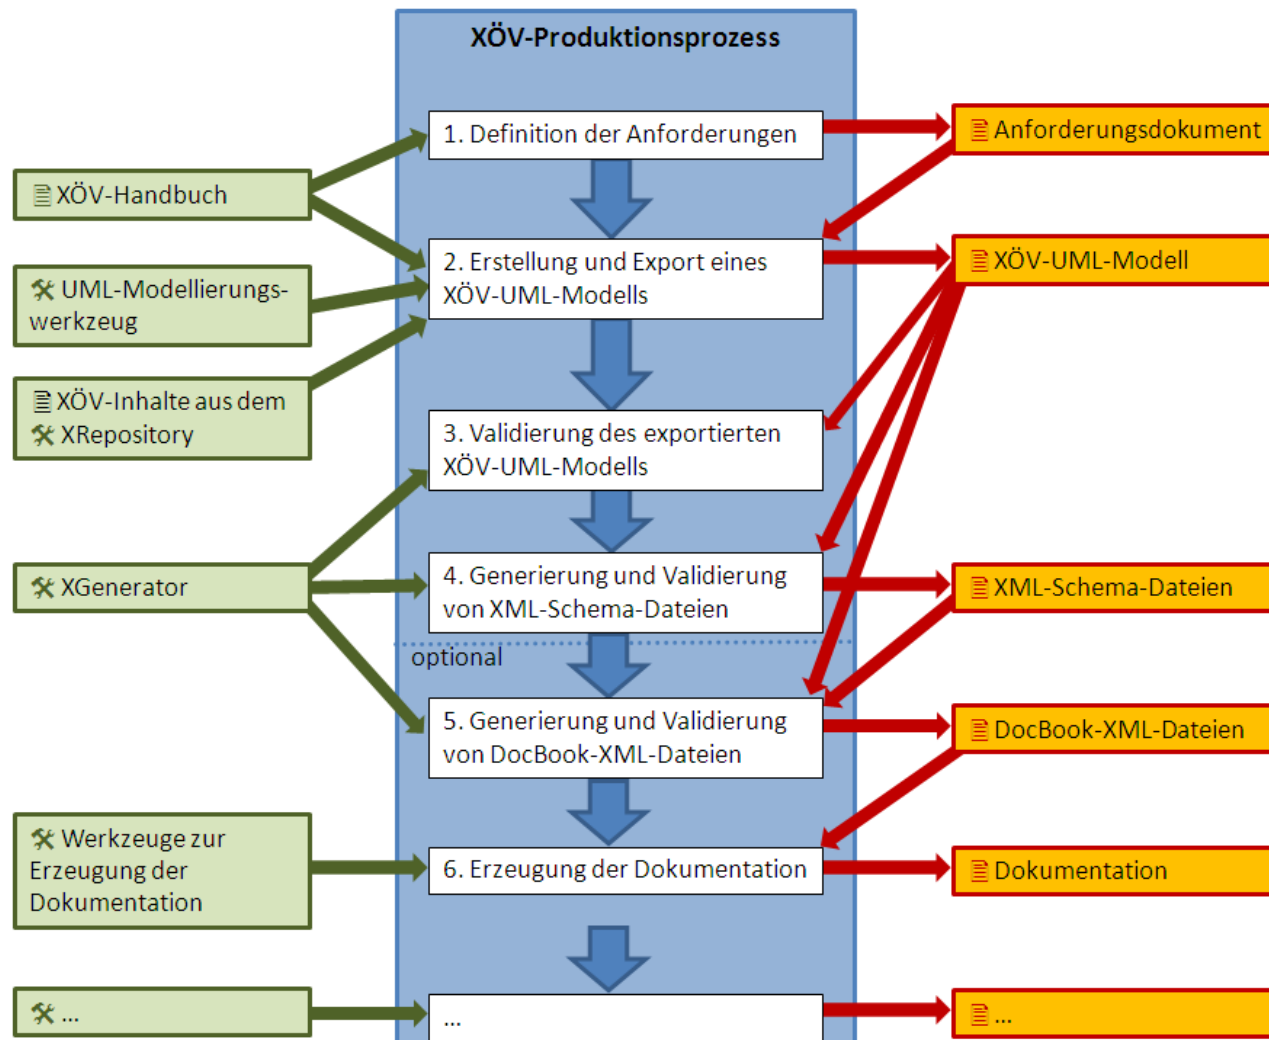 XÖV-Produktionsprozess
1. Definition der Anforderungen
Anforderungsdokument
XÖV-Handbuch
2. Erstellung und Export eines
XÖV-UML-Modells
XÖV-UML-Modell
UML-Modellierungs-
werkzeug
XÖV-Inhalte aus dem
XRepository
3. Validierung des exportierten
XÖV-UML-Modells
XGenerator
4. Generierung und Validierung
von XML-Schema-Dateien
XML-Schema-Dateien
optional
5. Generierung und Validierung
von DocBook-XML-Dateien
DocBook-XML-Dateien
Werkzeuge zur
Erzeugung der
Dokumentation
6. Erzeugung der Dokumentation
Dokumentation
...
...
...